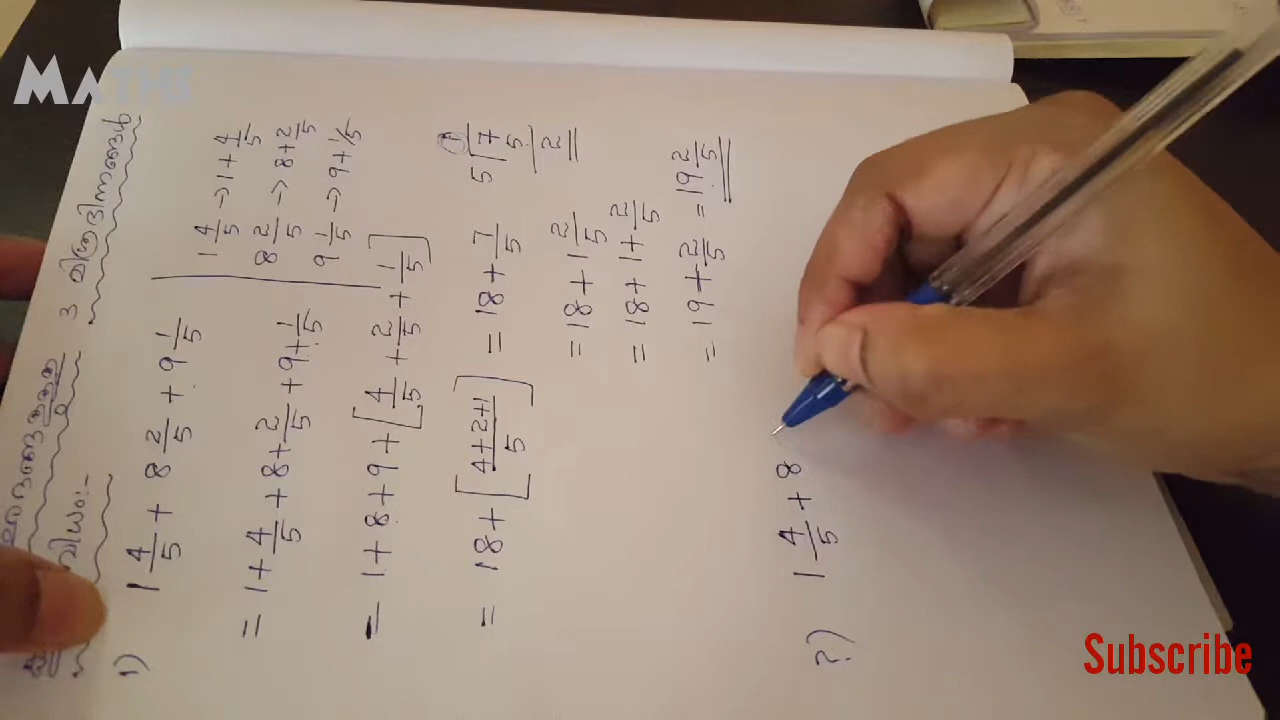 MATHS
3 മിശ്രഭിന്നങ്ങൾ
1) 1 4/5 + 8 2/5 + 9 1/5
1 4/5 → 1 + 4/5
8 2/5 → 8 + 2/5
9 1/5 → 9 + 1/5
= 1 + 4/5 + 8 + 2/5 + 9 + 1/5
= 1 + 8 + 9 + [4/5 + 2/5 + 1/5]
= 18 + [4+2+1/5] = 18 + 7/5
1
5 7
5
2
= 18 + 1 2/5
= 18 + 1 + 2/5
= 19 + 2/5 = 19 2/5
2) 1 4/5 + 8
Subscribe